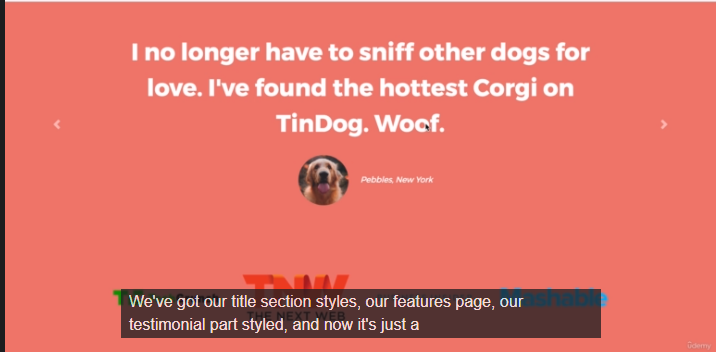 I no longer have to sniff other dogs for
love. I've found the hottest Corgi on
TinDog. Woof.
Pebbles, New York
TNW
THE NEXT WEB
Mashable
We've got our title section styles, our features page, our
testimonial part styled, and now it's just a
ûdemy